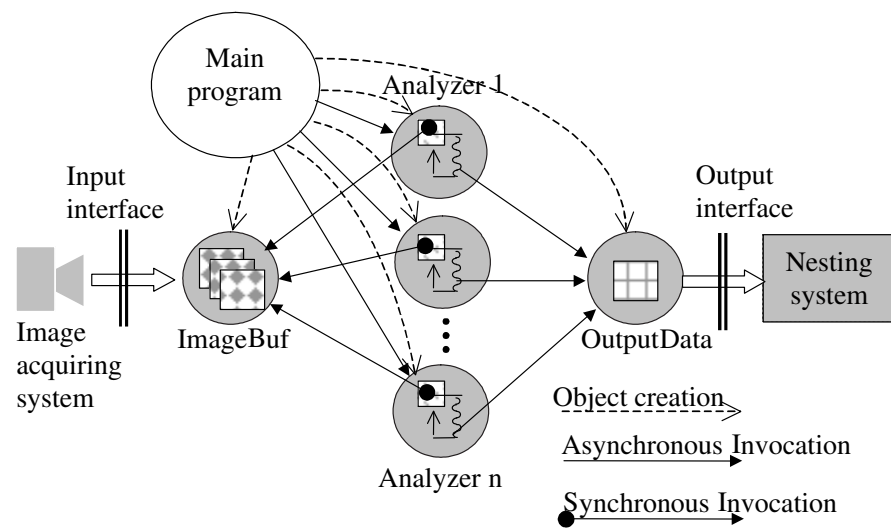 Main
program
Analyzer 1
Input
interface
Output
interface
Nesting
system
Image
acquiring
system
ImageBuf
OutputData
Analyzer n
Object creation
Asynchronous Invocation
Synchronous Invocation